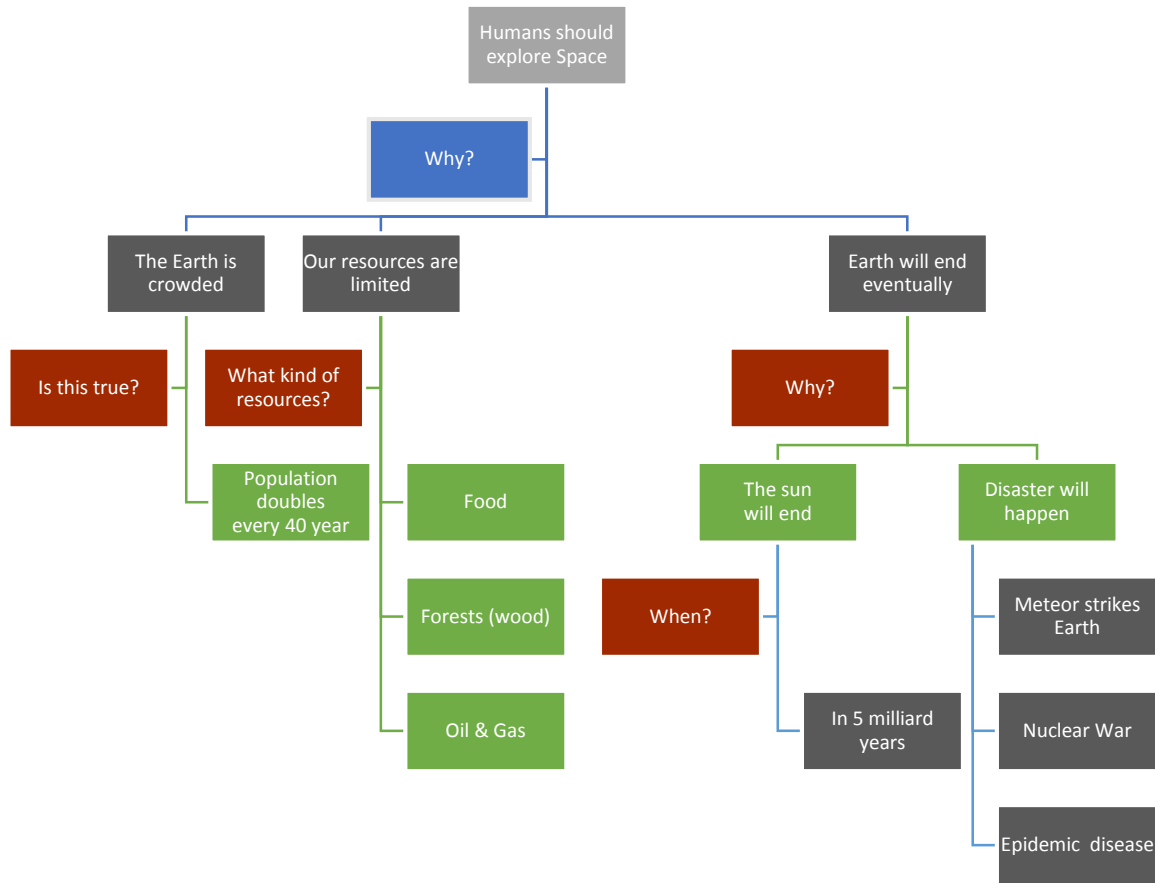 Humans should
explore Space
Why?
The Earth is
crowded
Our resources are
limited
Earth will end
eventually
Is this true?
What kind of
resources?
Why?
Population
doubles
every 40 year
Food
The sun
will end
Disaster will
happen
Forests (wood)
When?
Meteor strikes
Earth
Oil & Gas
In 5 milliard
years
Nuclear War
Epidemic disease